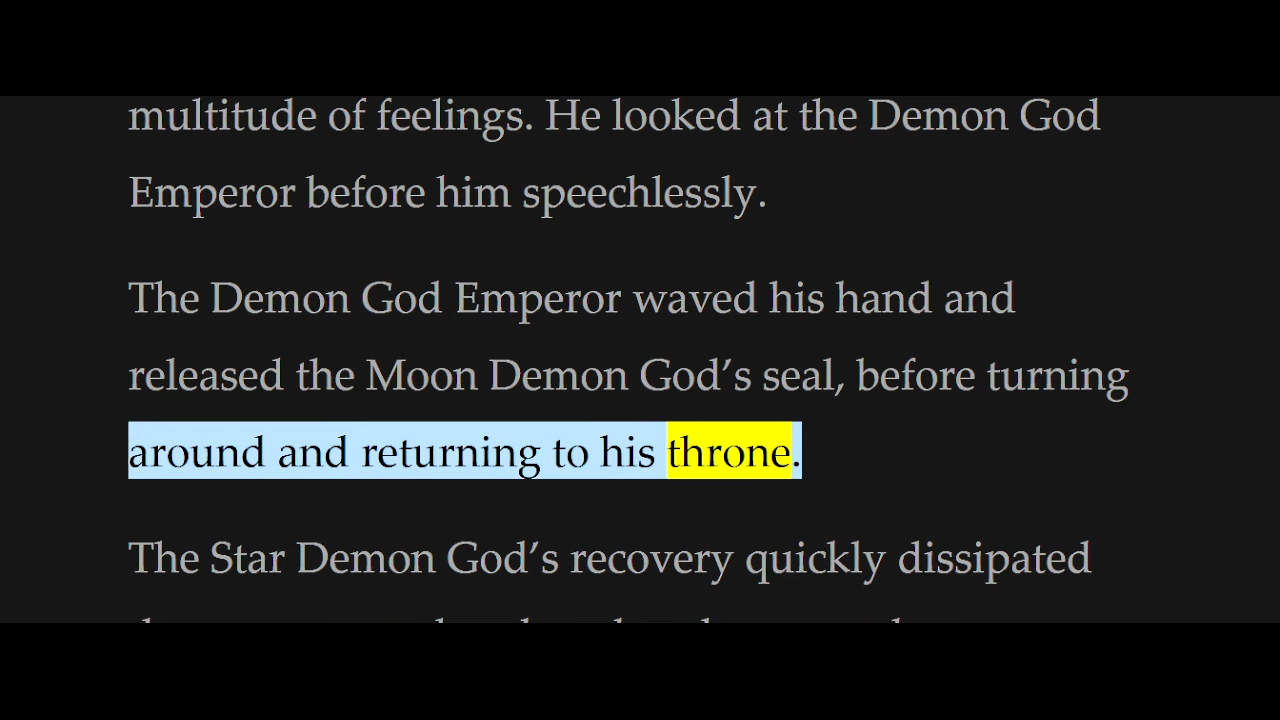 multitude of feelings. He looked at the Demon God
Emperor before him speechlessly.
The Demon God Emperor waved his hand and
released the Moon Demon God’s seal, before turning
around and returning to his throne.
The Star Demon God’s recovery quickly dissipated